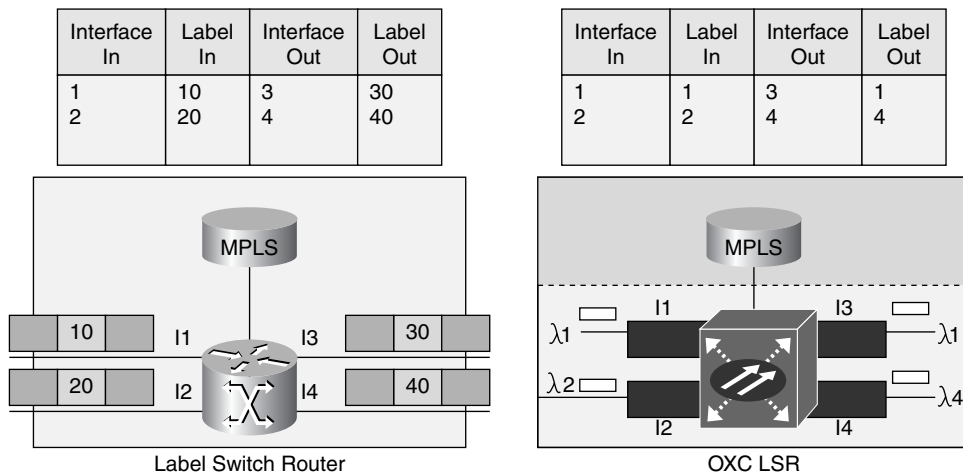 Interface In Label In Interface Out Label Out
1 10 3 30
2 20 4 40
Interface In Label In Interface Out Label Out
1 1 3 1
2 2 4 4
MPLS
10 I1 I3 30
20 I2 I4 40
Label Switch Router
MPLS
I1 I3
λ1 λ1
λ2 λ4
I2 I4
OXC LSR